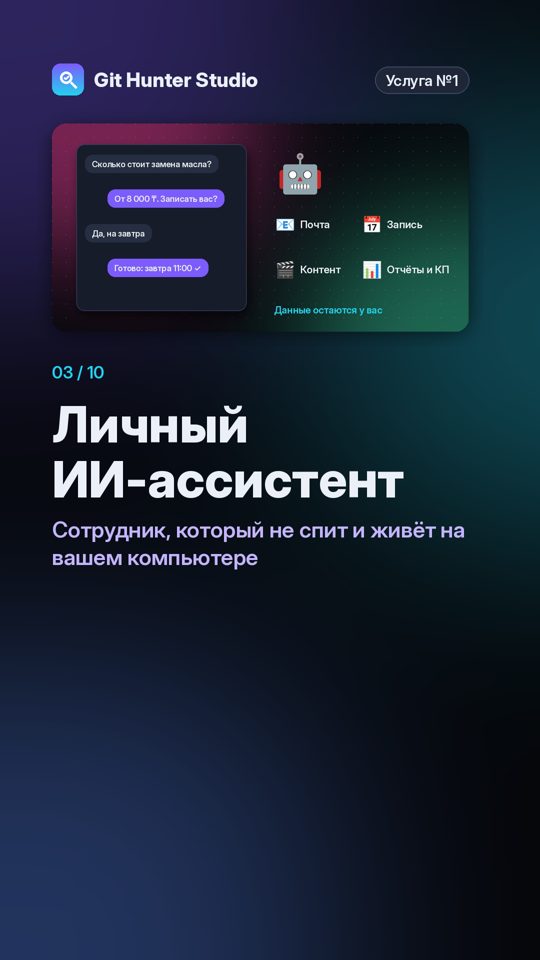 Git Hunter Studio
Услуга №1
Сколько стоит замена масла?
От 8 000 ₸. Записать вас?
Да, на завтра
Готово: завтра 11:00 ✓
Почта
Запись
Контент
Отчёты и КП
Данные остаются у вас
03 / 10
Личный
ИИ-ассистент
Сотрудник, который не спит и живёт на
вашем компьютере